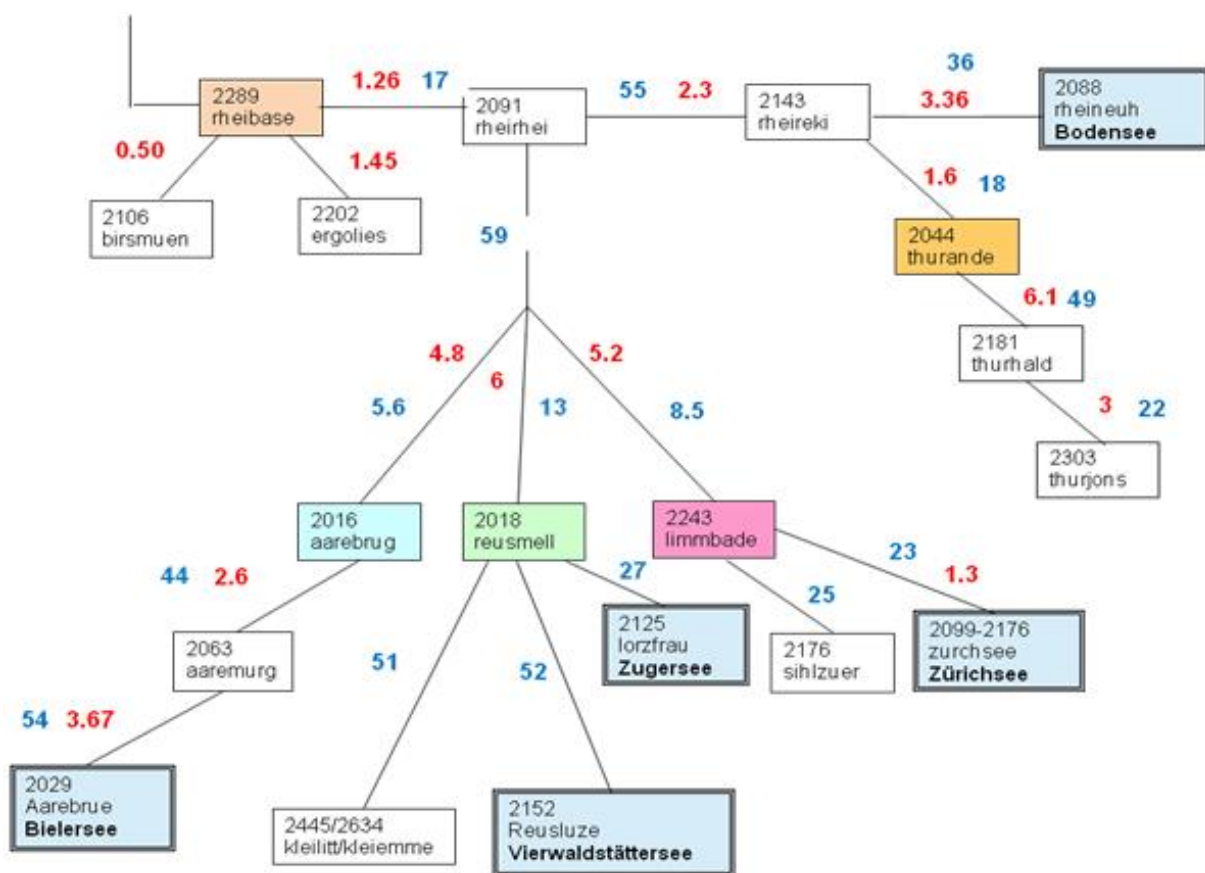 1.26 17
55 2.3
36
3.36
2289
rheibase
2091
rheirhei
2143
rheireki
2088
rheineuh
Bodensee
0.50
1.45
1.6 18
2106
birsmuen
2202
ergolies
59
2044
thurande
6.1 49
2181
thurhald
4.8
6
5.2
5.6
13
8.5
3 22
2303
thurjons
2016
aarebrug
2018
reusmell
2243
limmbade
44 2.6
27
25
23
1.3
2063
aaremurg
51
52
2125
lorzfrau
Zugersee
2176
sihlzuer
2099-2176
zurchsee
Zürichsee
54 3.67
2029
Aarebrue
Bielersee
2445/2634
kleilitt/kleiemme
2152
Reusluze
Vierwaldstättersee